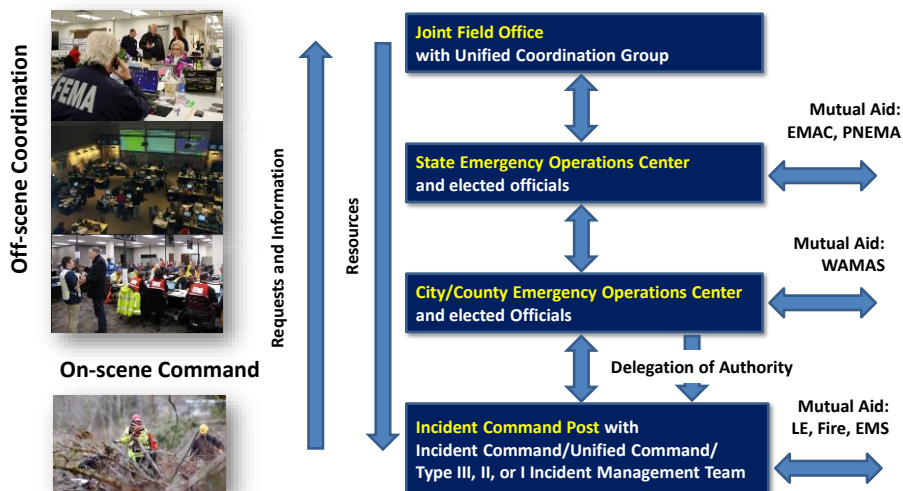 Off-scene Coordination
FEMA
On-scene Command
Requests and Information
Resources
Joint Field Office
with Unified Coordination Group
Mutual Aid:
EMAC, PNEMA
State Emergency Operations Center
and elected officials
Mutual Aid:
WAMAS
City/County Emergency Operations Center
and elected Officials
Delegation of Authority
Mutual Aid:
LE, Fire, EMS
Incident Command Post with
Incident Command/Unified Command/
Type III, II, or I Incident Management Team